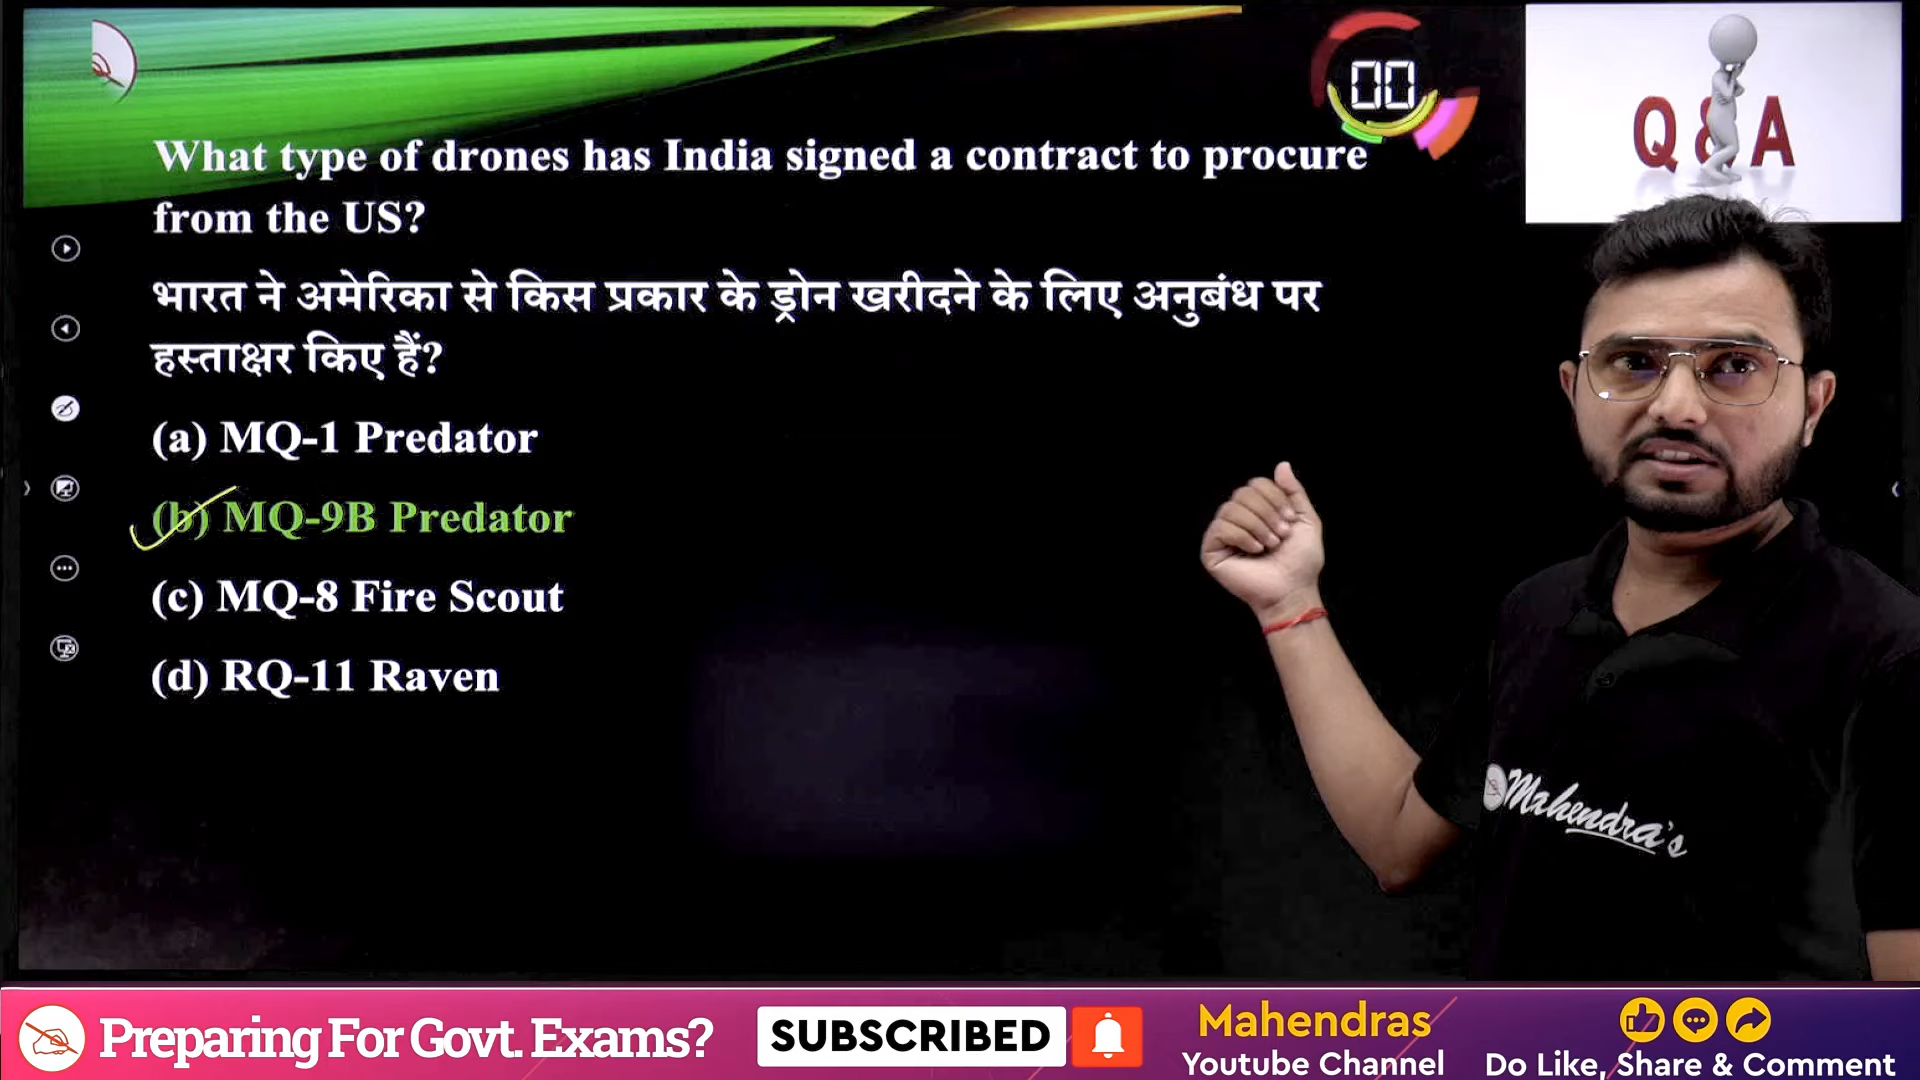 00
Q & A
What type of drones has India signed a contract to procure
from the US?
भारत ने अमेरिका से किस प्रकार के ड्रोन खरीदने के लिए अनुबंध पर
हस्ताक्षर किए हैं?
(a) MQ-1 Predator
(b) MQ-9B Predator
(c) MQ-8 Fire Scout
(d) RQ-11 Raven
Mahendra's
Preparing For Govt. Exams?
SUBSCRIBED
Mahendras
Youtube Channel
Do Like, Share & Comment